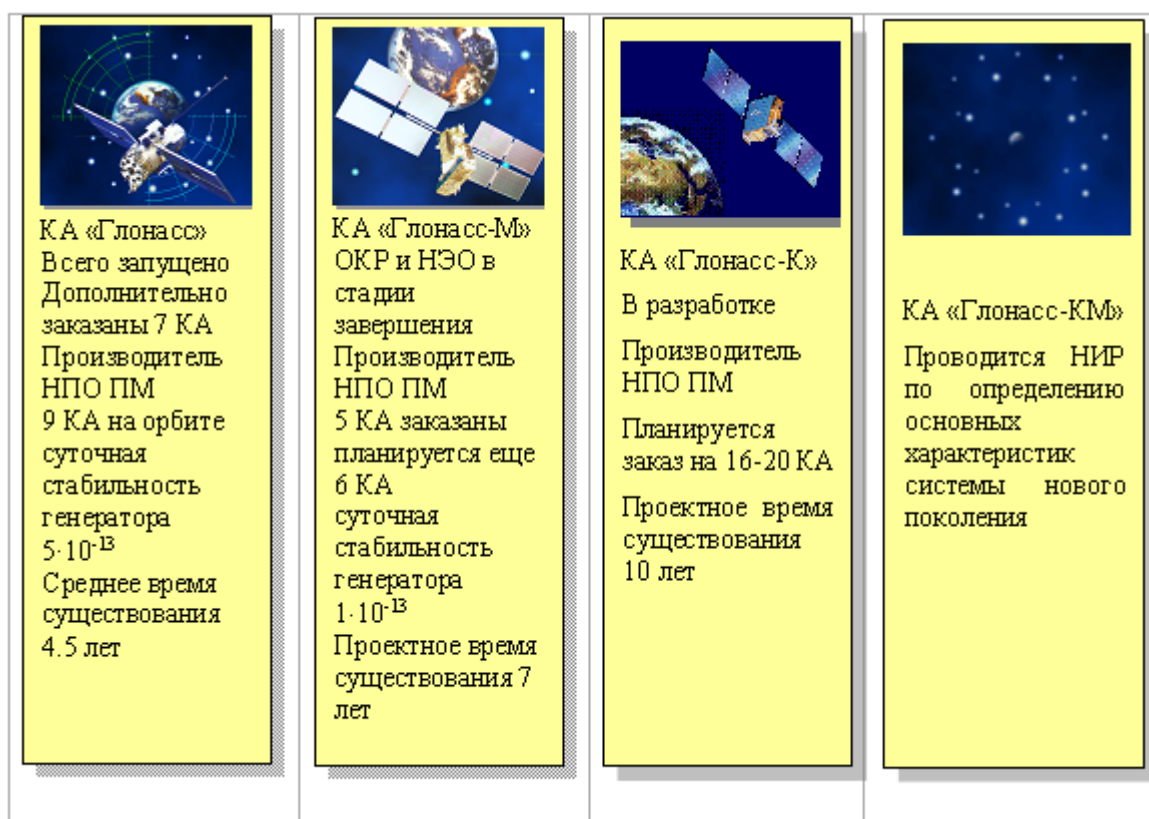 КА «Глонасс»
Всего запущено
Дополнительно
заказаны 7 КА
Производитель
НПО ПМ
9 КА на орбите
суточная
стабильность
генератора
5·10⁻¹³
Среднее время
существования
4.5 лет
КА «Глонасс-М»
ОКР и НЭО в
стадии
завершения
Производитель
НПО ПМ
5 КА заказаны
планируется еще
6 КА
суточная
стабильность
генератора
1·10⁻¹³
Проектное время
существования 7
лет
КА «Глонасс-К»
В разработке
Производитель
НПО ПМ
Планируется
заказ на 16-20 КА
Проектное время
существования
10 лет
КА «Глонасс-КМ»
Проводится НИР
по определению
основных
характеристик
системы нового
поколения